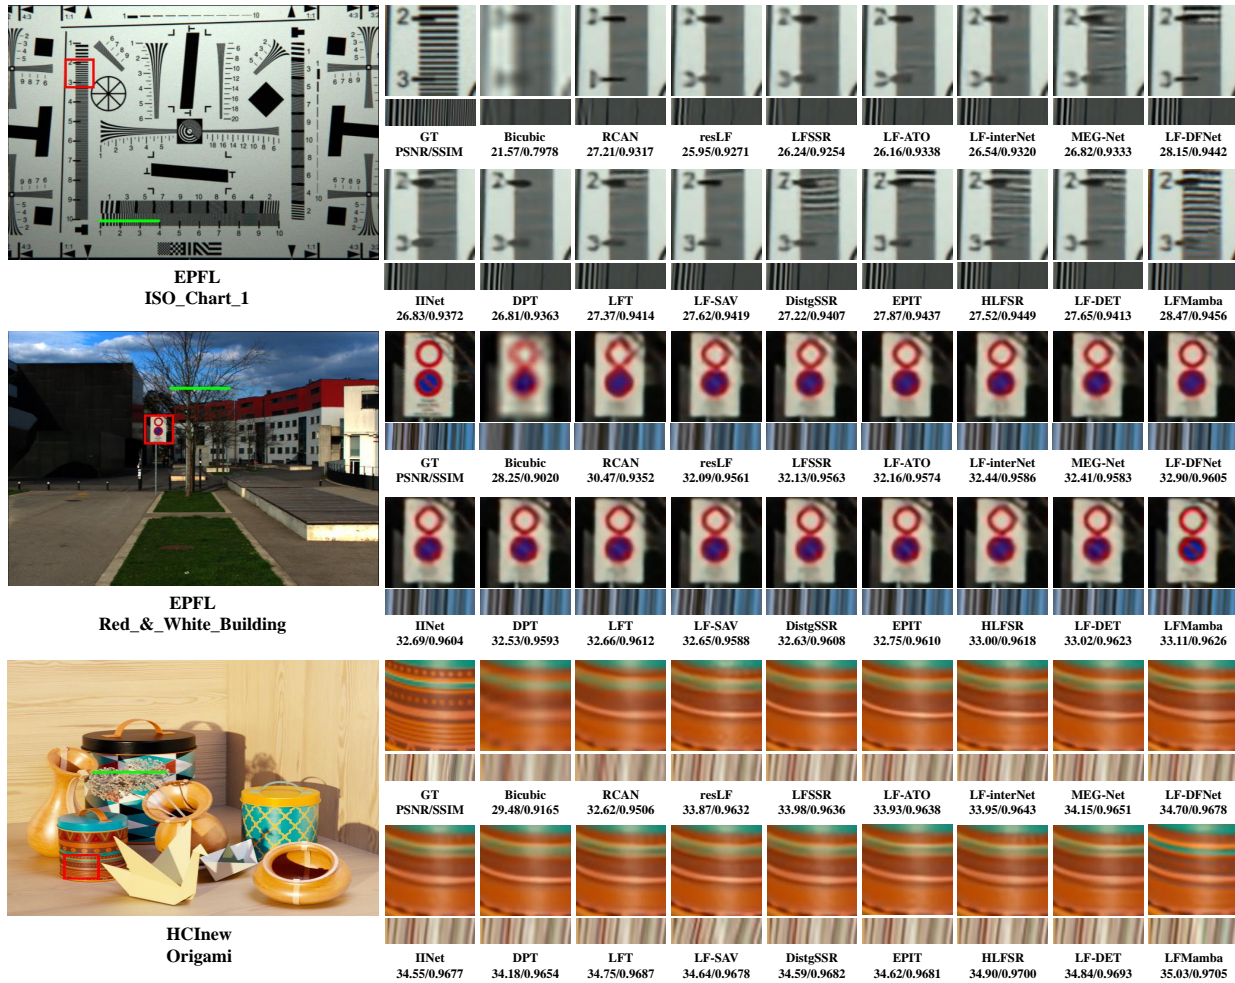 GT Bicubic RCAN resLF LFSSR LF-ATO LF-interNet MEG-Net LF-DFNet
PSNR/SSIM 21.57/0.7978 27.21/0.9317 25.95/0.9271 26.24/0.9254 26.16/0.9338 26.54/0.9320 26.82/0.9333 28.15/0.9442
EPFL
ISO_Chart_1
IINet DPT LFT LF-SAV DistgSSR EPIT HLFSR LF-DET LFMamba
26.83/0.9372 26.81/0.9363 27.37/0.9414 27.62/0.9419 27.22/0.9407 27.87/0.9437 27.52/0.9449 27.65/0.9413 28.47/0.9456
GT Bicubic RCAN resLF LFSSR LF-ATO LF-interNet MEG-Net LF-DFNet
PSNR/SSIM 28.25/0.9020 30.47/0.9352 32.09/0.9561 32.13/0.9563 32.16/0.9574 32.44/0.9586 32.41/0.9583 32.90/0.9605
EPFL
Red_&_White_Building
IINet DPT LFT LF-SAV DistgSSR EPIT HLFSR LF-DET LFMamba
32.69/0.9604 32.53/0.9593 32.66/0.9612 32.65/0.9588 32.63/0.9608 32.75/0.9610 33.00/0.9618 33.02/0.9623 33.11/0.9626
GT Bicubic RCAN resLF LFSSR LF-ATO LF-interNet MEG-Net LF-DFNet
PSNR/SSIM 29.48/0.9165 32.62/0.9506 33.87/0.9632 33.98/0.9636 33.93/0.9638 33.95/0.9643 34.15/0.9651 34.70/0.9678
HCInew
Origami
IINet DPT LFT LF-SAV DistgSSR EPIT HLFSR LF-DET LFMamba
34.55/0.9677 34.18/0.9654 34.75/0.9687 34.64/0.9678 34.59/0.9682 34.62/0.9681 34.90/0.9700 34.84/0.9693 35.03/0.9705